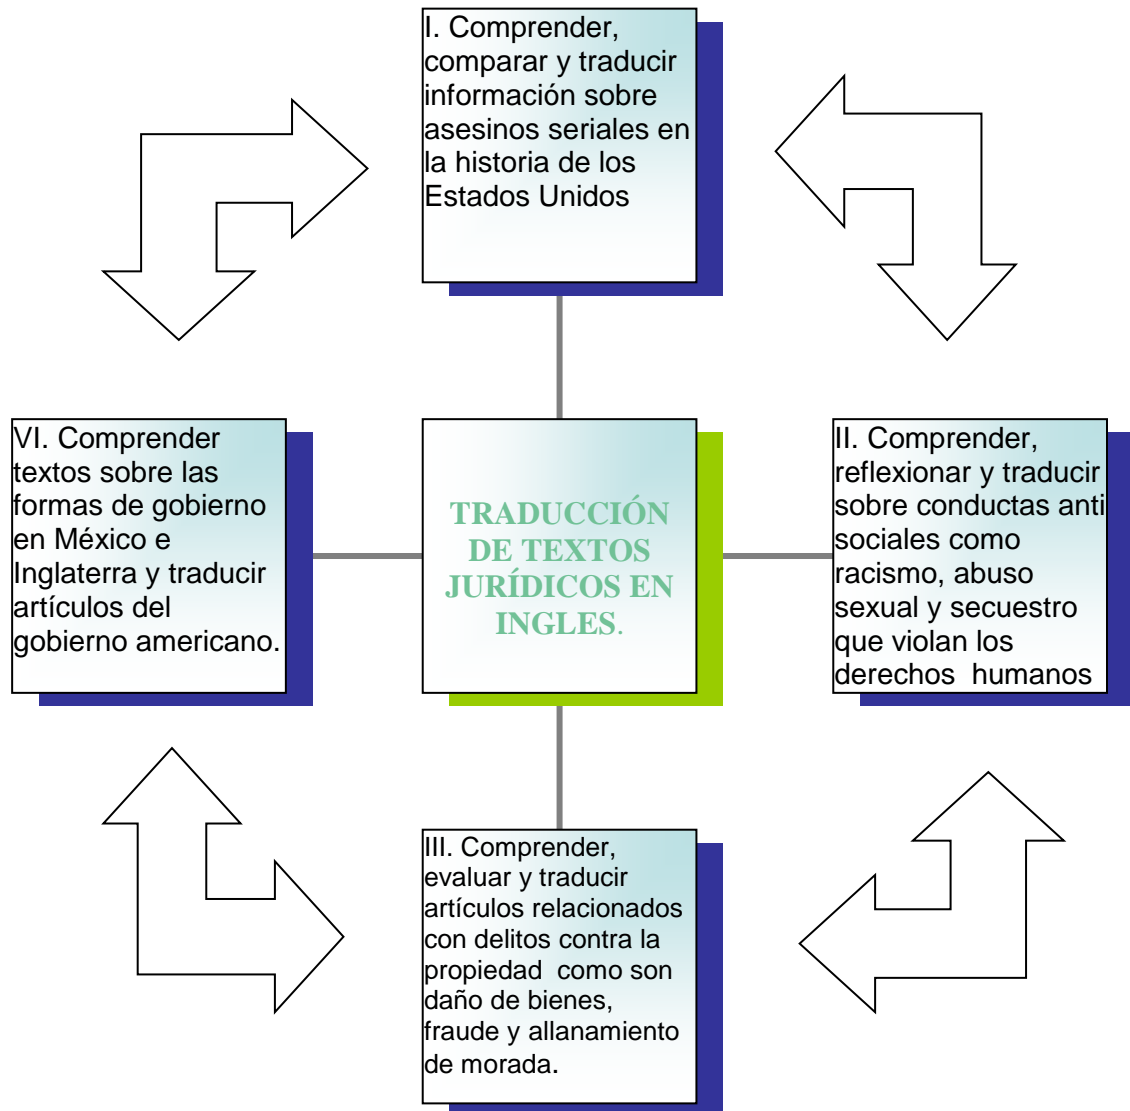 I. Comprender,
comparar y traducir
información sobre
asesinos seriales en
la historia de los
Estados Unidos
VI. Comprender
textos sobre las
formas de gobierno
en México e
Inglaterra y traducir
artículos del
gobierno americano.
TRADUCCIÓN
DE TEXTOS
JURÍDICOS EN
INGLES.
II. Comprender,
reflexionar y traducir
sobre conductas anti
sociales como
racismo, abuso
sexual y secuestro
que violan los
derechos humanos
III. Comprender,
evaluar y traducir
artículos relacionados
con delitos contra la
propiedad como son
daño de bienes,
fraude y allanamiento
de morada.